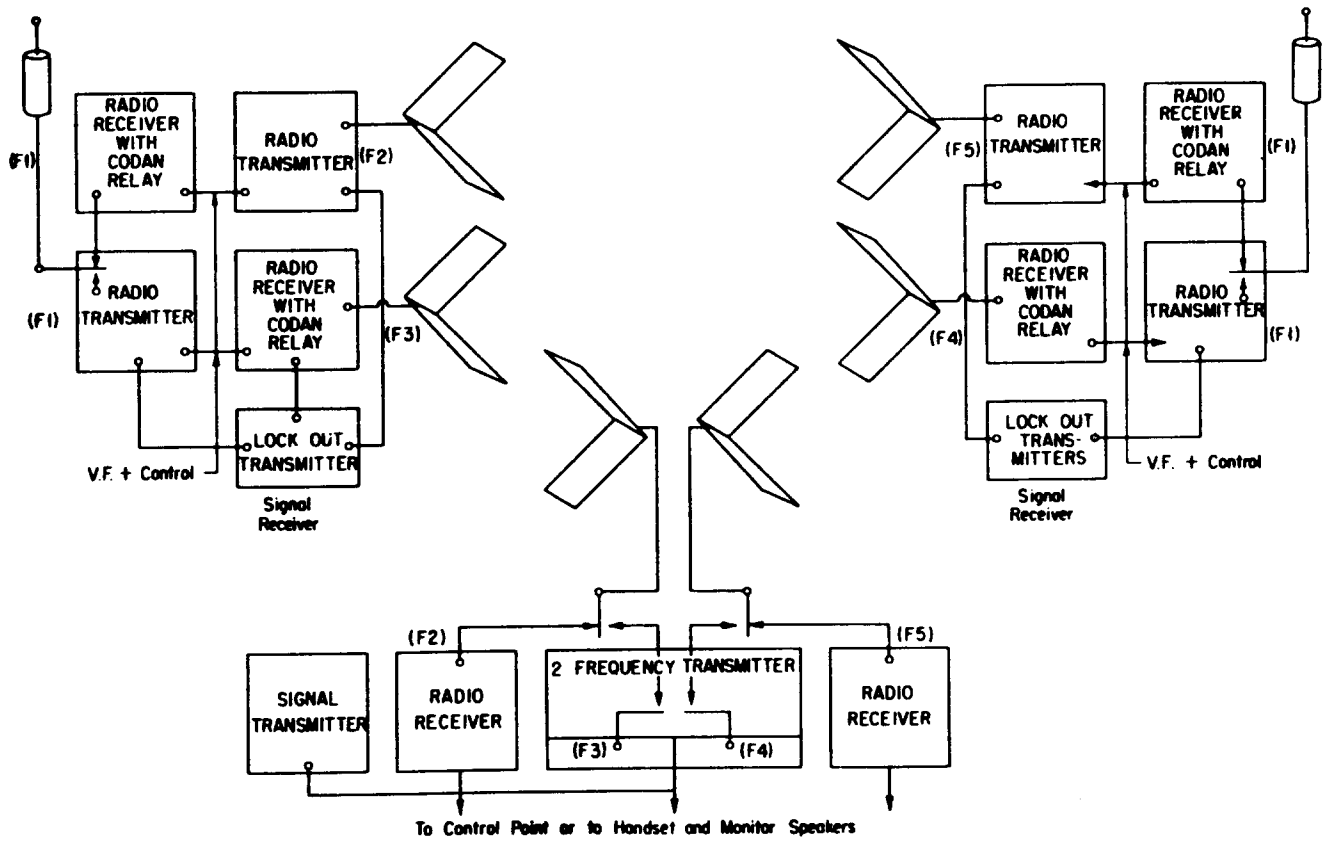 RADIO
RECEIVER
WITH
CODAN
RELAY
(F1)
RADIO
TRANSMITTER
(F2)
(F1)
RADIO
TRANSMITTER
RADIO
RECEIVER
WITH
CODAN
RELAY
(F3)
LOCK OUT
TRANSMITTER
V.F. + Control
Signal
Receiver
(F5)
RADIO
TRANSMITTER
RADIO
RECEIVER
WITH
CODAN
RELAY
(F1)
(F4)
RADIO
RECEIVER
WITH
CODAN
RELAY
RADIO
TRANSMITTER
(F1)
LOCK OUT
TRANS-
MITTERS
V.F. + Control
Signal
Receiver
SIGNAL
TRANSMITTER
(F2)
RADIO
RECEIVER
2 FREQUENCY TRANSMITTER
(F3)
(F4)
(F5)
RADIO
RECEIVER
To Control Point or to Handset and Monitor Speakers